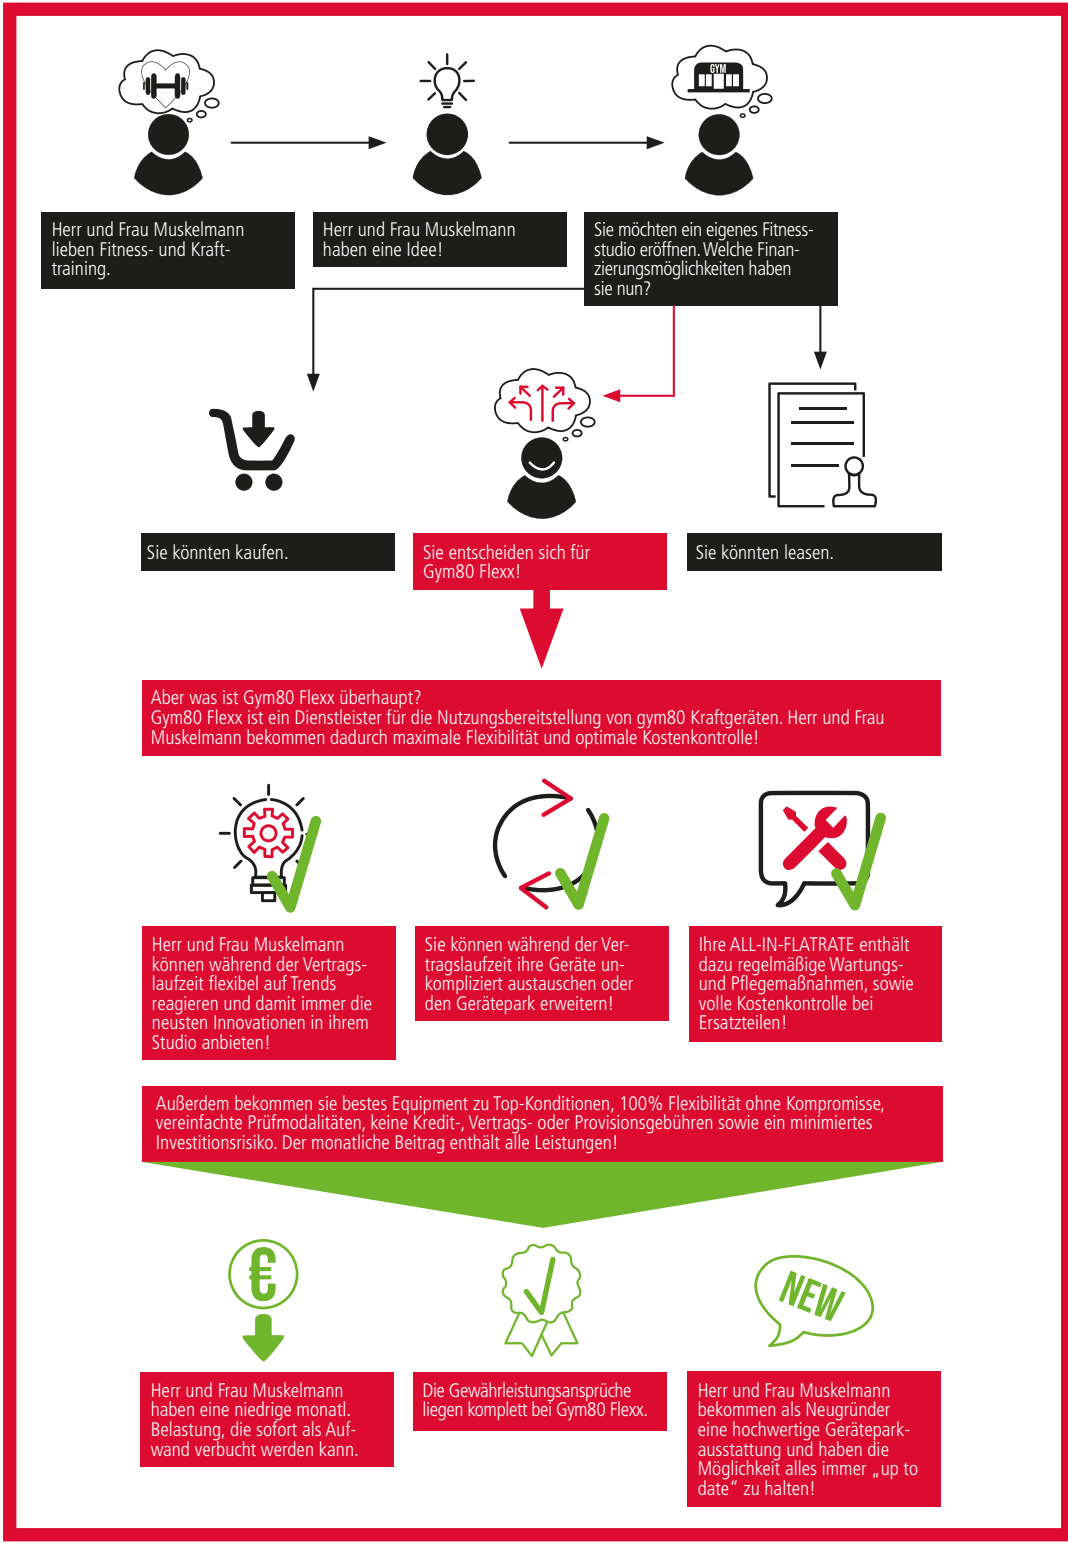 GYM
Herr und Frau Muskelmann
lieben Fitness- und Kraft-
training.
Herr und Frau Muskelmann
haben eine Idee!
Sie möchten ein eigenes Fitness-
studio eröffnen. Welche Finan-
zierungsmöglichkeiten haben
sie nun?
Sie könnten kaufen.
Sie entscheiden sich für
Gym80 Flexx!
Sie könnten leasen.
Aber was ist Gym80 Flexx überhaupt?
Gym80 Flexx ist ein Dienstleister für die Nutzungsbereitstellung von gym80 Kraftgeräten. Herr und Frau
Muskelmann bekommen dadurch maximale Flexibilität und optimale Kostenkontrolle!
Herr und Frau Muskelmann
können während der Vertrags-
laufzeit flexibel auf Trends
reagieren und damit immer die
neusten Innovationen in ihrem
Studio anbieten!
Sie können während der Ver-
tragslaufzeit ihre Geräte un-
kompliziert austauschen oder
den Gerätepark erweitern!
Ihre ALL-IN-FLATRATE enthält
dazu regelmäßige Wartungs-
und Pflegemaßnahmen, sowie
volle Kostenkontrolle bei
Ersatzteilen!
Außerdem bekommen sie bestes Equipment zu Top-Konditionen, 100% Flexibilität ohne Kompromisse,
vereinfachte Prüfmodalitäten, keine Kredit-, Vertrags- oder Provisionsgebühren sowie ein minimiertes
Investitionsrisiko. Der monatliche Beitrag enthält alle Leistungen!
€
NEW
Herr und Frau Muskelmann
haben eine niedrige monatl.
Belastung, die sofort als Auf-
wand verbucht werden kann.
Die Gewährleistungsansprüche
liegen komplett bei Gym80 Flexx.
Herr und Frau Muskelmann
bekommen als Neugründer
eine hochwertige Gerätepark-
ausstattung und haben die
Möglichkeit alles immer „up to
date“ zu halten!